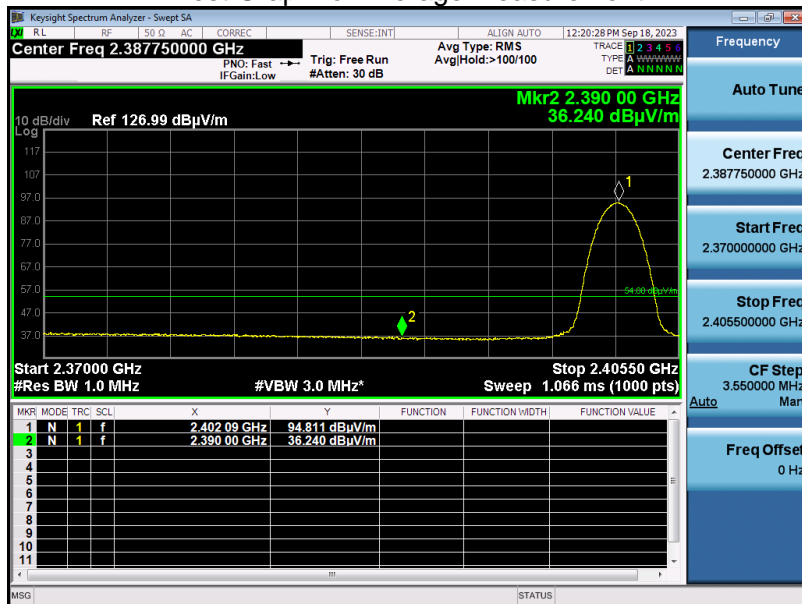 Keysight Spectrum Analyzer - Swept SA
RL RF 50 Ω AC CORREC SENSE:INT ALIGN AUTO 12:20:28 PM Sep 18, 2023
Center Freq 2.387750000 GHz
PNO: Fast
IFGain:Low
Trig: Free Run
#Atten: 30 dB
Avg Type: RMS
Avg|Hold:>100/100
TRACE 1 2 3 4 5 6
TYPE A WWWWW
DET A N N N N N
Mkr2 2.390 00 GHz
36.240 dBµV/m
10 dB/div Ref 126.99 dBµV/m
Log
117
107
97.0
87.0
77.0
67.0
57.0
47.0
37.0
1
2
54.00 dBµV/m
Start 2.37000 GHz Stop 2.40550 GHz
#Res BW 1.0 MHz #VBW 3.0 MHz* Sweep 1.066 ms (1000 pts)
MKR MODE TRC SCL X Y FUNCTION FUNCTION WIDTH FUNCTION VALUE
1 N 1 f 2.402 09 GHz 94.811 dBµV/m
2 N 1 f 2.390 00 GHz 36.240 dBµV/m
3
4
5
6
7
8
9
10
11
MSG STATUS
Frequency
Auto Tune
Center Freq
2.387750000 GHz
Start Freq
2.370000000 GHz
Stop Freq
2.405500000 GHz
CF Step
3.550000 MHz
Auto Man
Freq Offset
0 Hz